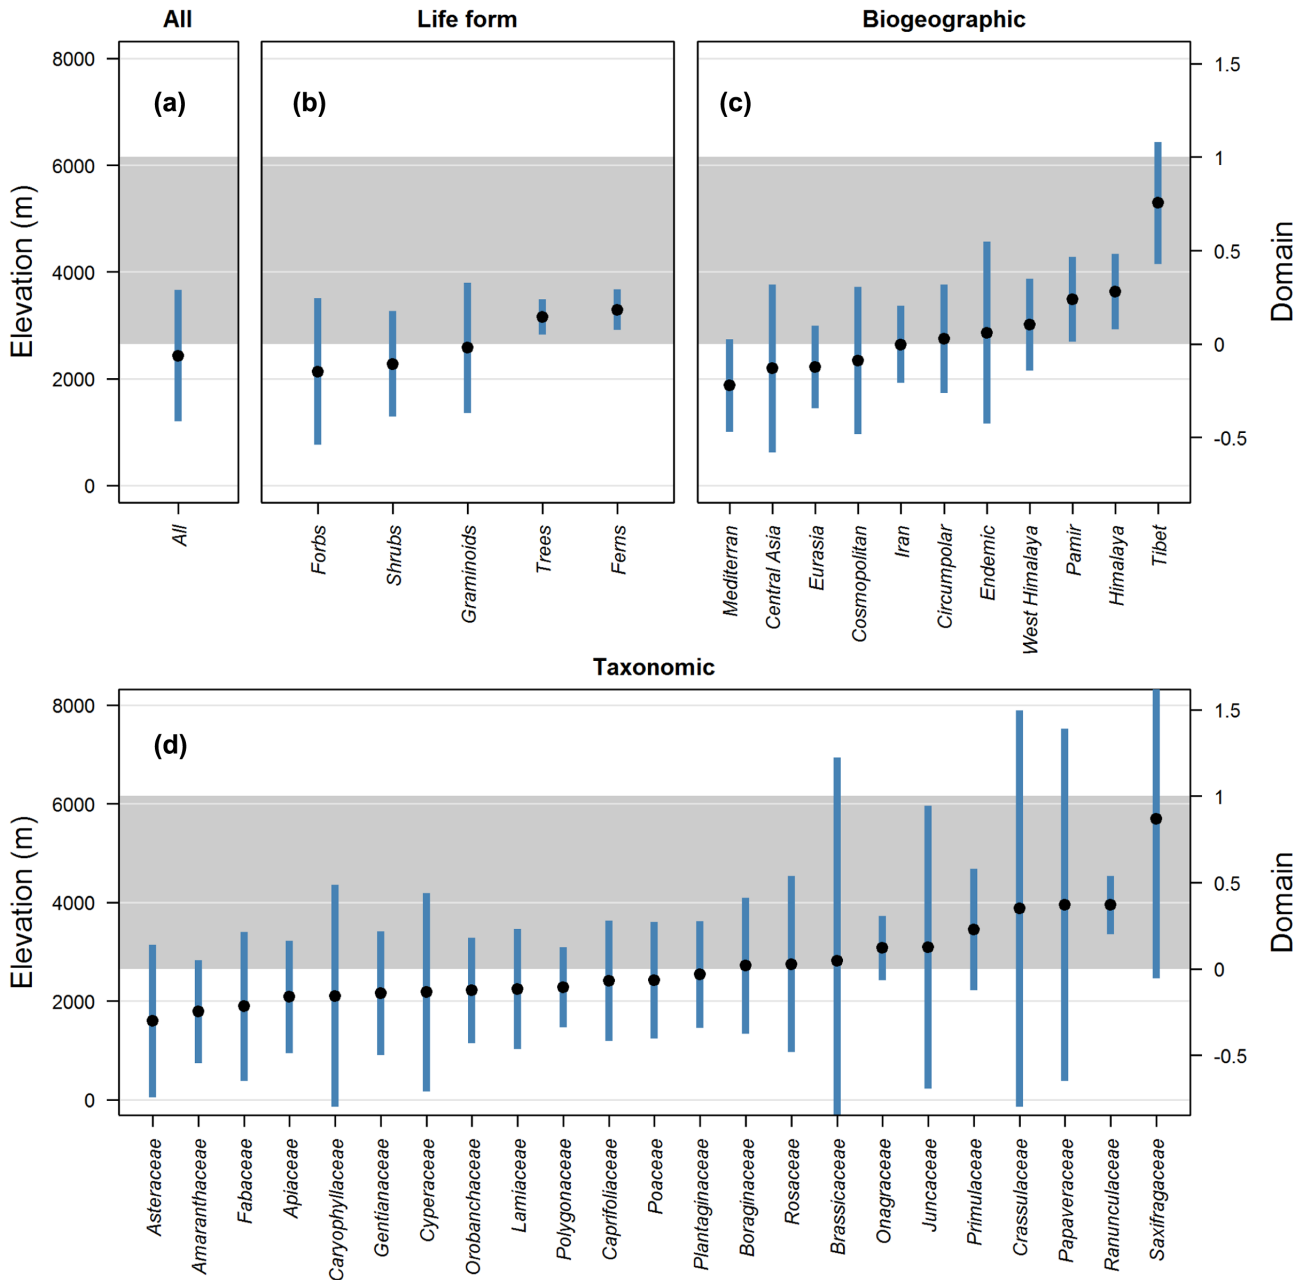 All
Life form
Biogeographic
8000
6000
4000
2000
0
Elevation (m)
(a)
(b)
(c)
1.5
1
0.5
0
-0.5
Domain
All
Forbs
Shrubs
Graminoids
Trees
Ferns
Mediterran
Central Asia
Eurasia
Cosmopolitan
Iran
Circumpolar
Endemic
West Himalaya
Pamir
Himalaya
Tibet
Taxonomic
8000
6000
4000
2000
0
Elevation (m)
(d)
1.5
1
0.5
0
-0.5
Domain
Asteraceae
Amaranthaceae
Fabaceae
Apiaceae
Caryophyllaceae
Gentianaceae
Cyperaceae
Orobanchaceae
Lamiaceae
Polygonaceae
Caprifoliaceae
Poaceae
Plantaginaceae
Boraginaceae
Rosaceae
Brassicaceae
Onagraceae
Juncaceae
Primulaceae
Crassulaceae
Papaveraceae
Ranunculaceae
Saxifragaceae